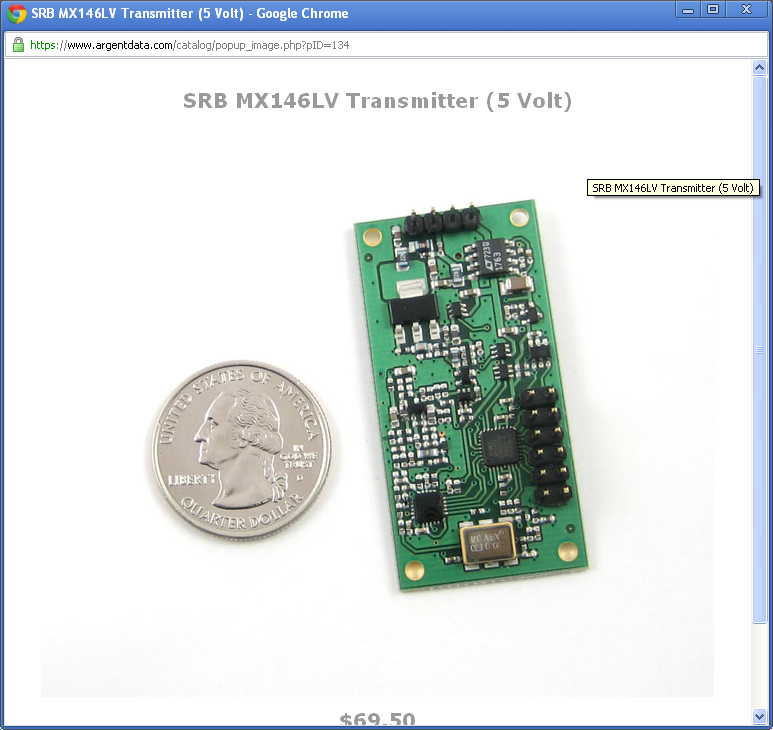 SRB MX146LV Transmitter (5 Volt) - Google Chrome
https://www.argentdata.com/catalog/popup_image.php?pID=134
SRB MX146LV Transmitter (5 Volt)
SRB MX146LV Transmitter (5 Volt)
7230
1763
UNITED STATES OF AMERICA
IN
GOD WE
TRUST
LIBERTY
QUARTER DOLLAR
$69.50